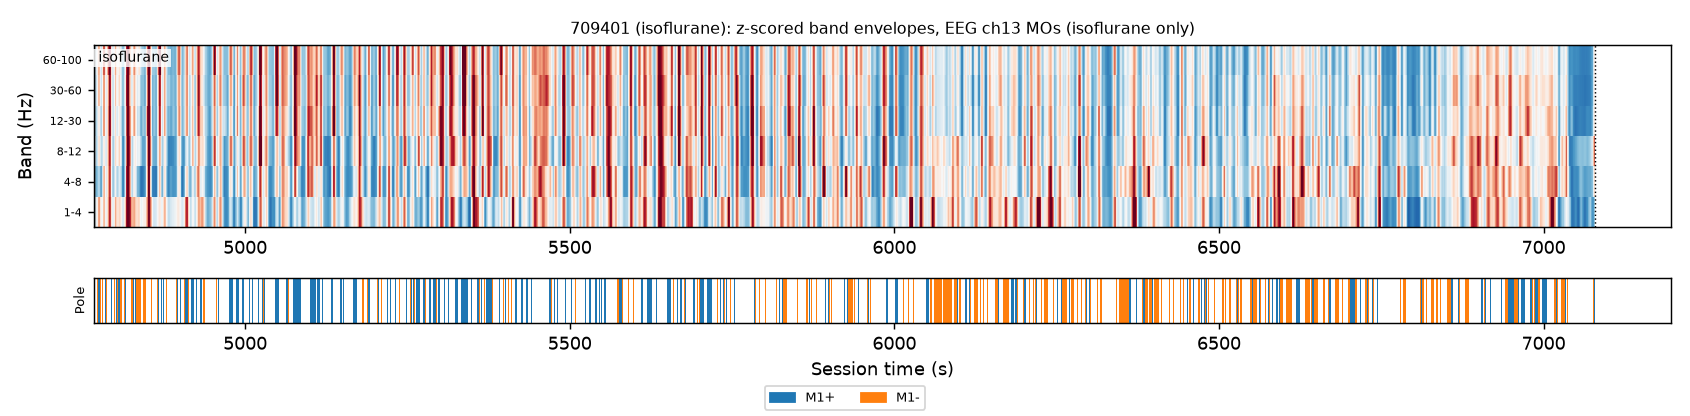 709401 (isoflurane): z-scored band envelopes, EEG ch13 MOs (isoflurane only)
isoflurane
Band (Hz)
60-100
30-60
12-30
8-12
4-8
1-4
5000 5500 6000 6500 7000
Pole
5000 5500 6000 6500 7000
Session time (s)
M1+ M1-